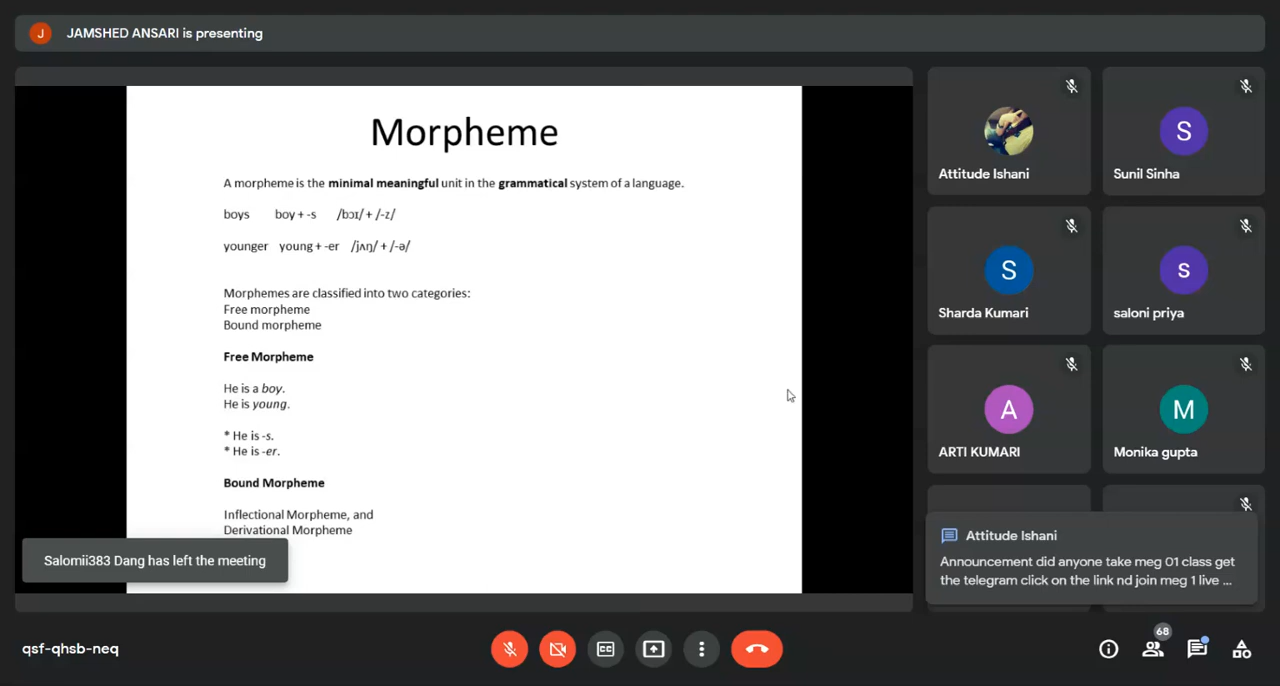 J
JAMSHED ANSARI is presenting
Morpheme
A morpheme is the minimal meaningful unit in the grammatical system of a language.
boys boy + -s /bɔɪ/ + /-z/
younger young + -er /jʌŋ/ + /-ə/
Morphemes are classified into two categories:
Free morpheme
Bound morpheme
Free Morpheme
He is a boy.
He is young.
* He is -s.
* He is -er.
Bound Morpheme
Inflectional Morpheme, and
Derivational Morpheme
Salomii383 Dang has left the meeting
Attitude Ishani
S
Sunil Sinha
S
Sharda Kumari
s
saloni priya
A
ARTI KUMARI
M
Monika gupta
Attitude Ishani
Announcement did anyone take meg 01 class get
the telegram click on the link nd join meg 1 live ...
qsf-qhsb-neq
CC
68